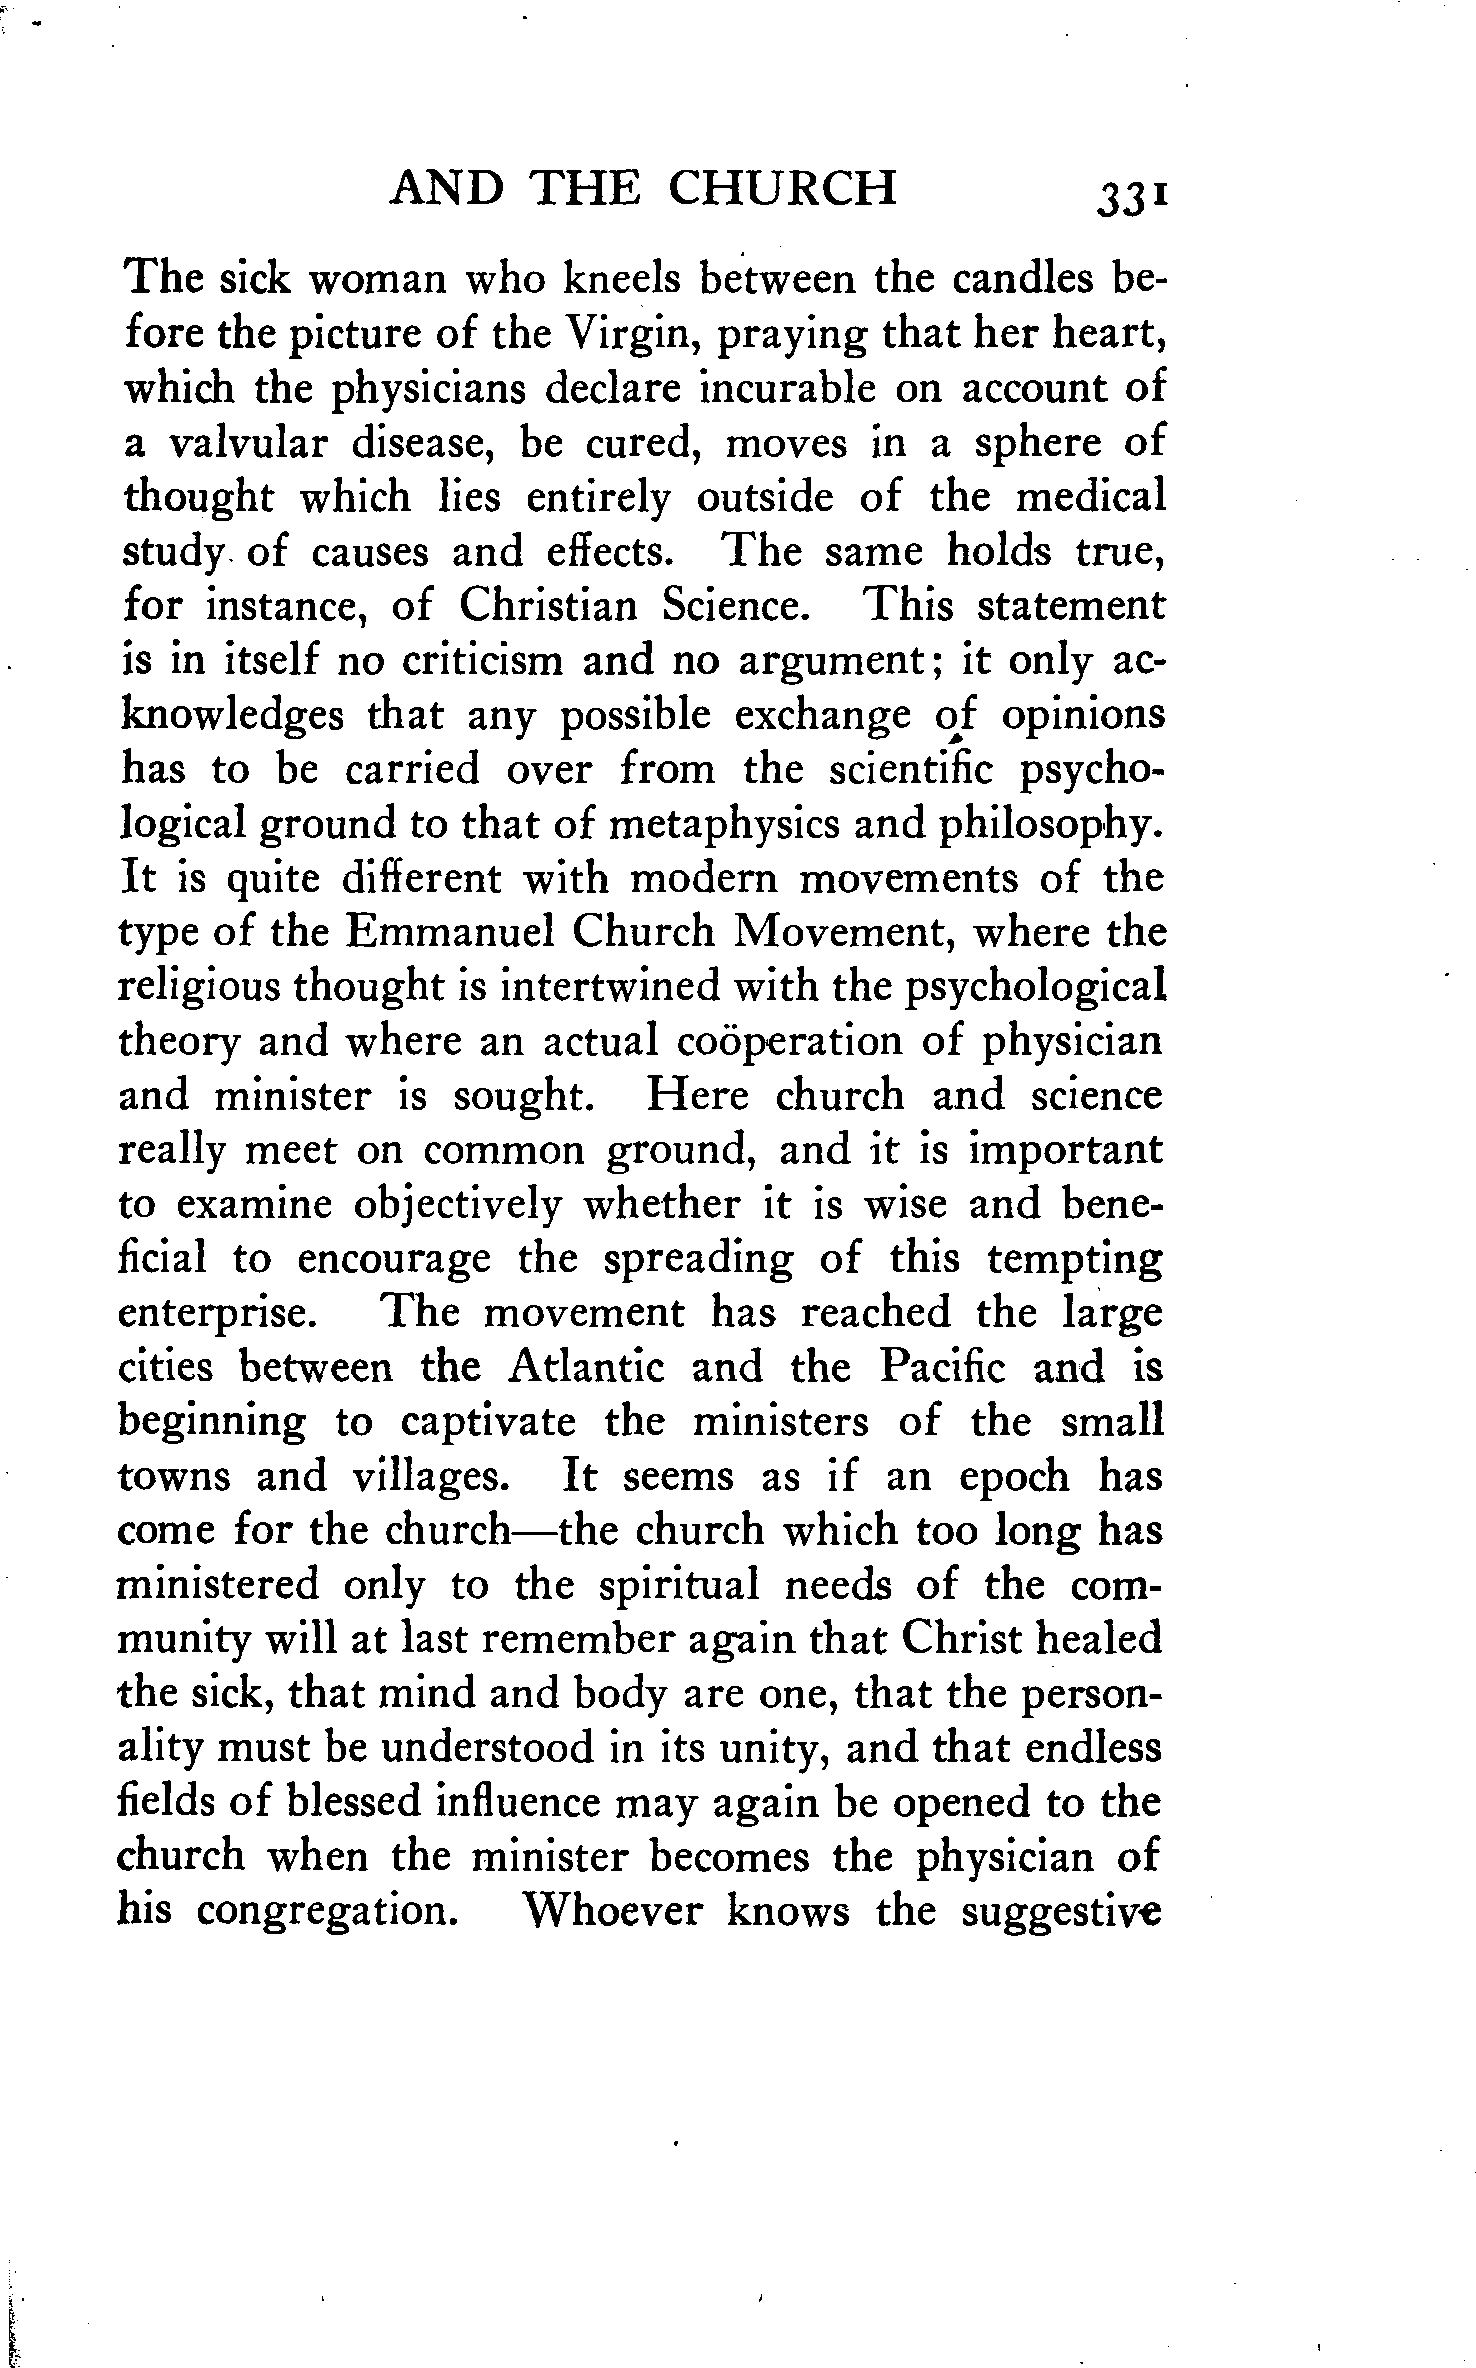 AND THE CHURCH 331
The sick woman who kneels between the candles be-
fore the picture of the Virgin, praying that her heart,
which the physicians declare incurable on account of
a valvular disease, be cured, moves in a sphere of
thought which lies entirely outside of the medical
study of causes and effects. The same holds true,
for instance, of Christian Science. This statement
is in itself no criticism and no argument; it only ac-
knowledges that any possible exchange of opinions
has to be carried over from the scientific psycho-
logical ground to that of metaphysics and philosophy.
It is quite different with modern movements of the
type of the Emmanuel Church Movement, where the
religious thought is intertwined with the psychological
theory and where an actual coöperation of physician
and minister is sought. Here church and science
really meet on common ground, and it is important
to examine objectively whether it is wise and bene-
ficial to encourage the spreading of this tempting
enterprise. The movement has reached the large
cities between the Atlantic and the Pacific and is
beginning to captivate the ministers of the small
towns and villages. It seems as if an epoch has
come for the church—the church which too long has
ministered only to the spiritual needs of the com-
munity will at last remember again that Christ healed
the sick, that mind and body are one, that the person-
ality must be understood in its unity, and that endless
fields of blessed influence may again be opened to the
church when the minister becomes the physician of
his congregation. Whoever knows the suggestive